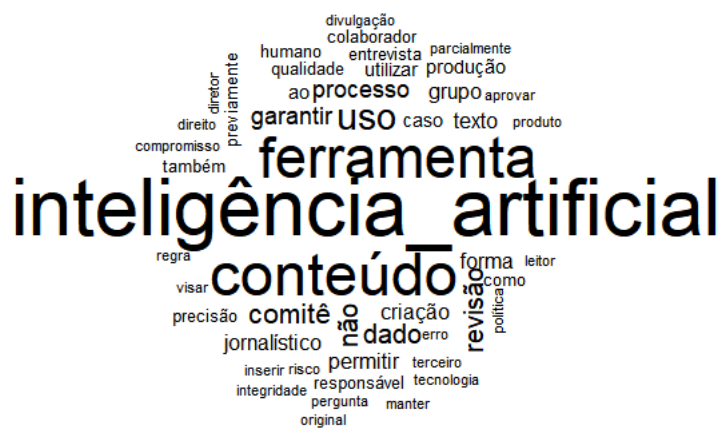 divulgação
colaborador
humano entrevista parcialmente
qualidade utilizar produção
diretor
previamente
ao processo grupo aprovar
garantir uso caso texto produto
direito
compromisso
também
ferramenta
inteligência_artificial
regra
conteúdo forma leitor
visar
como
revisão
política
precisão comitê não criação
dado erro
jornalístico
permitir terceiro
inserir risco
responsável tecnologia
integridade
pergunta manter
original